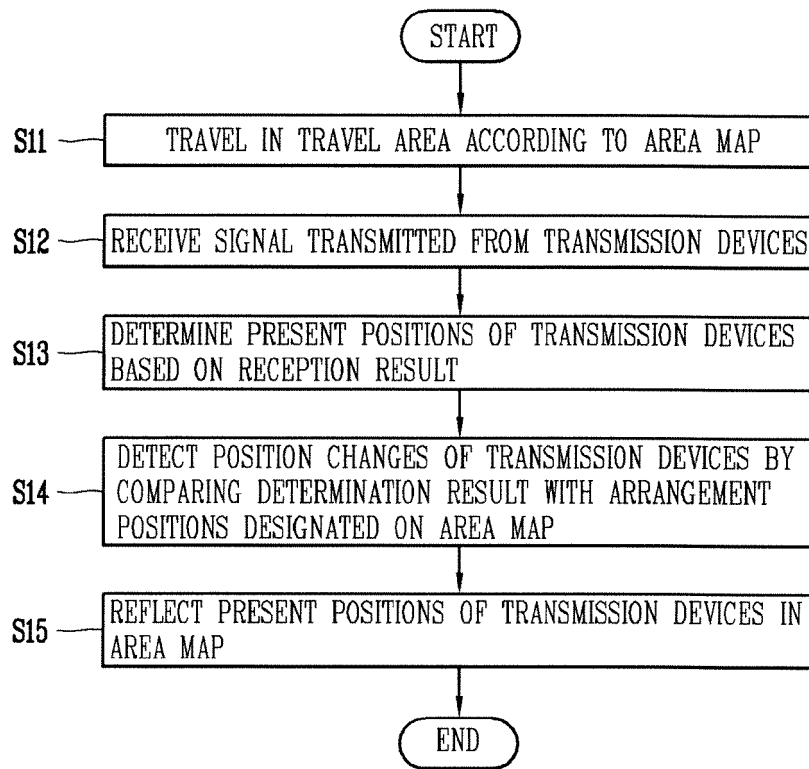 START
S11
TRAVEL IN TRAVEL AREA ACCORDING TO AREA MAP
S12
RECEIVE SIGNAL TRANSMITTED FROM TRANSMISSION DEVICES
S13
DETERMINE PRESENT POSITIONS OF TRANSMISSION DEVICES
BASED ON RECEPTION RESULT
S14
DETECT POSITION CHANGES OF TRANSMISSION DEVICES BY
COMPARING DETERMINATION RESULT WITH ARRANGEMENT
POSITIONS DESIGNATED ON AREA MAP
S15
REFLECT PRESENT POSITIONS OF TRANSMISSION DEVICES IN
AREA MAP
END